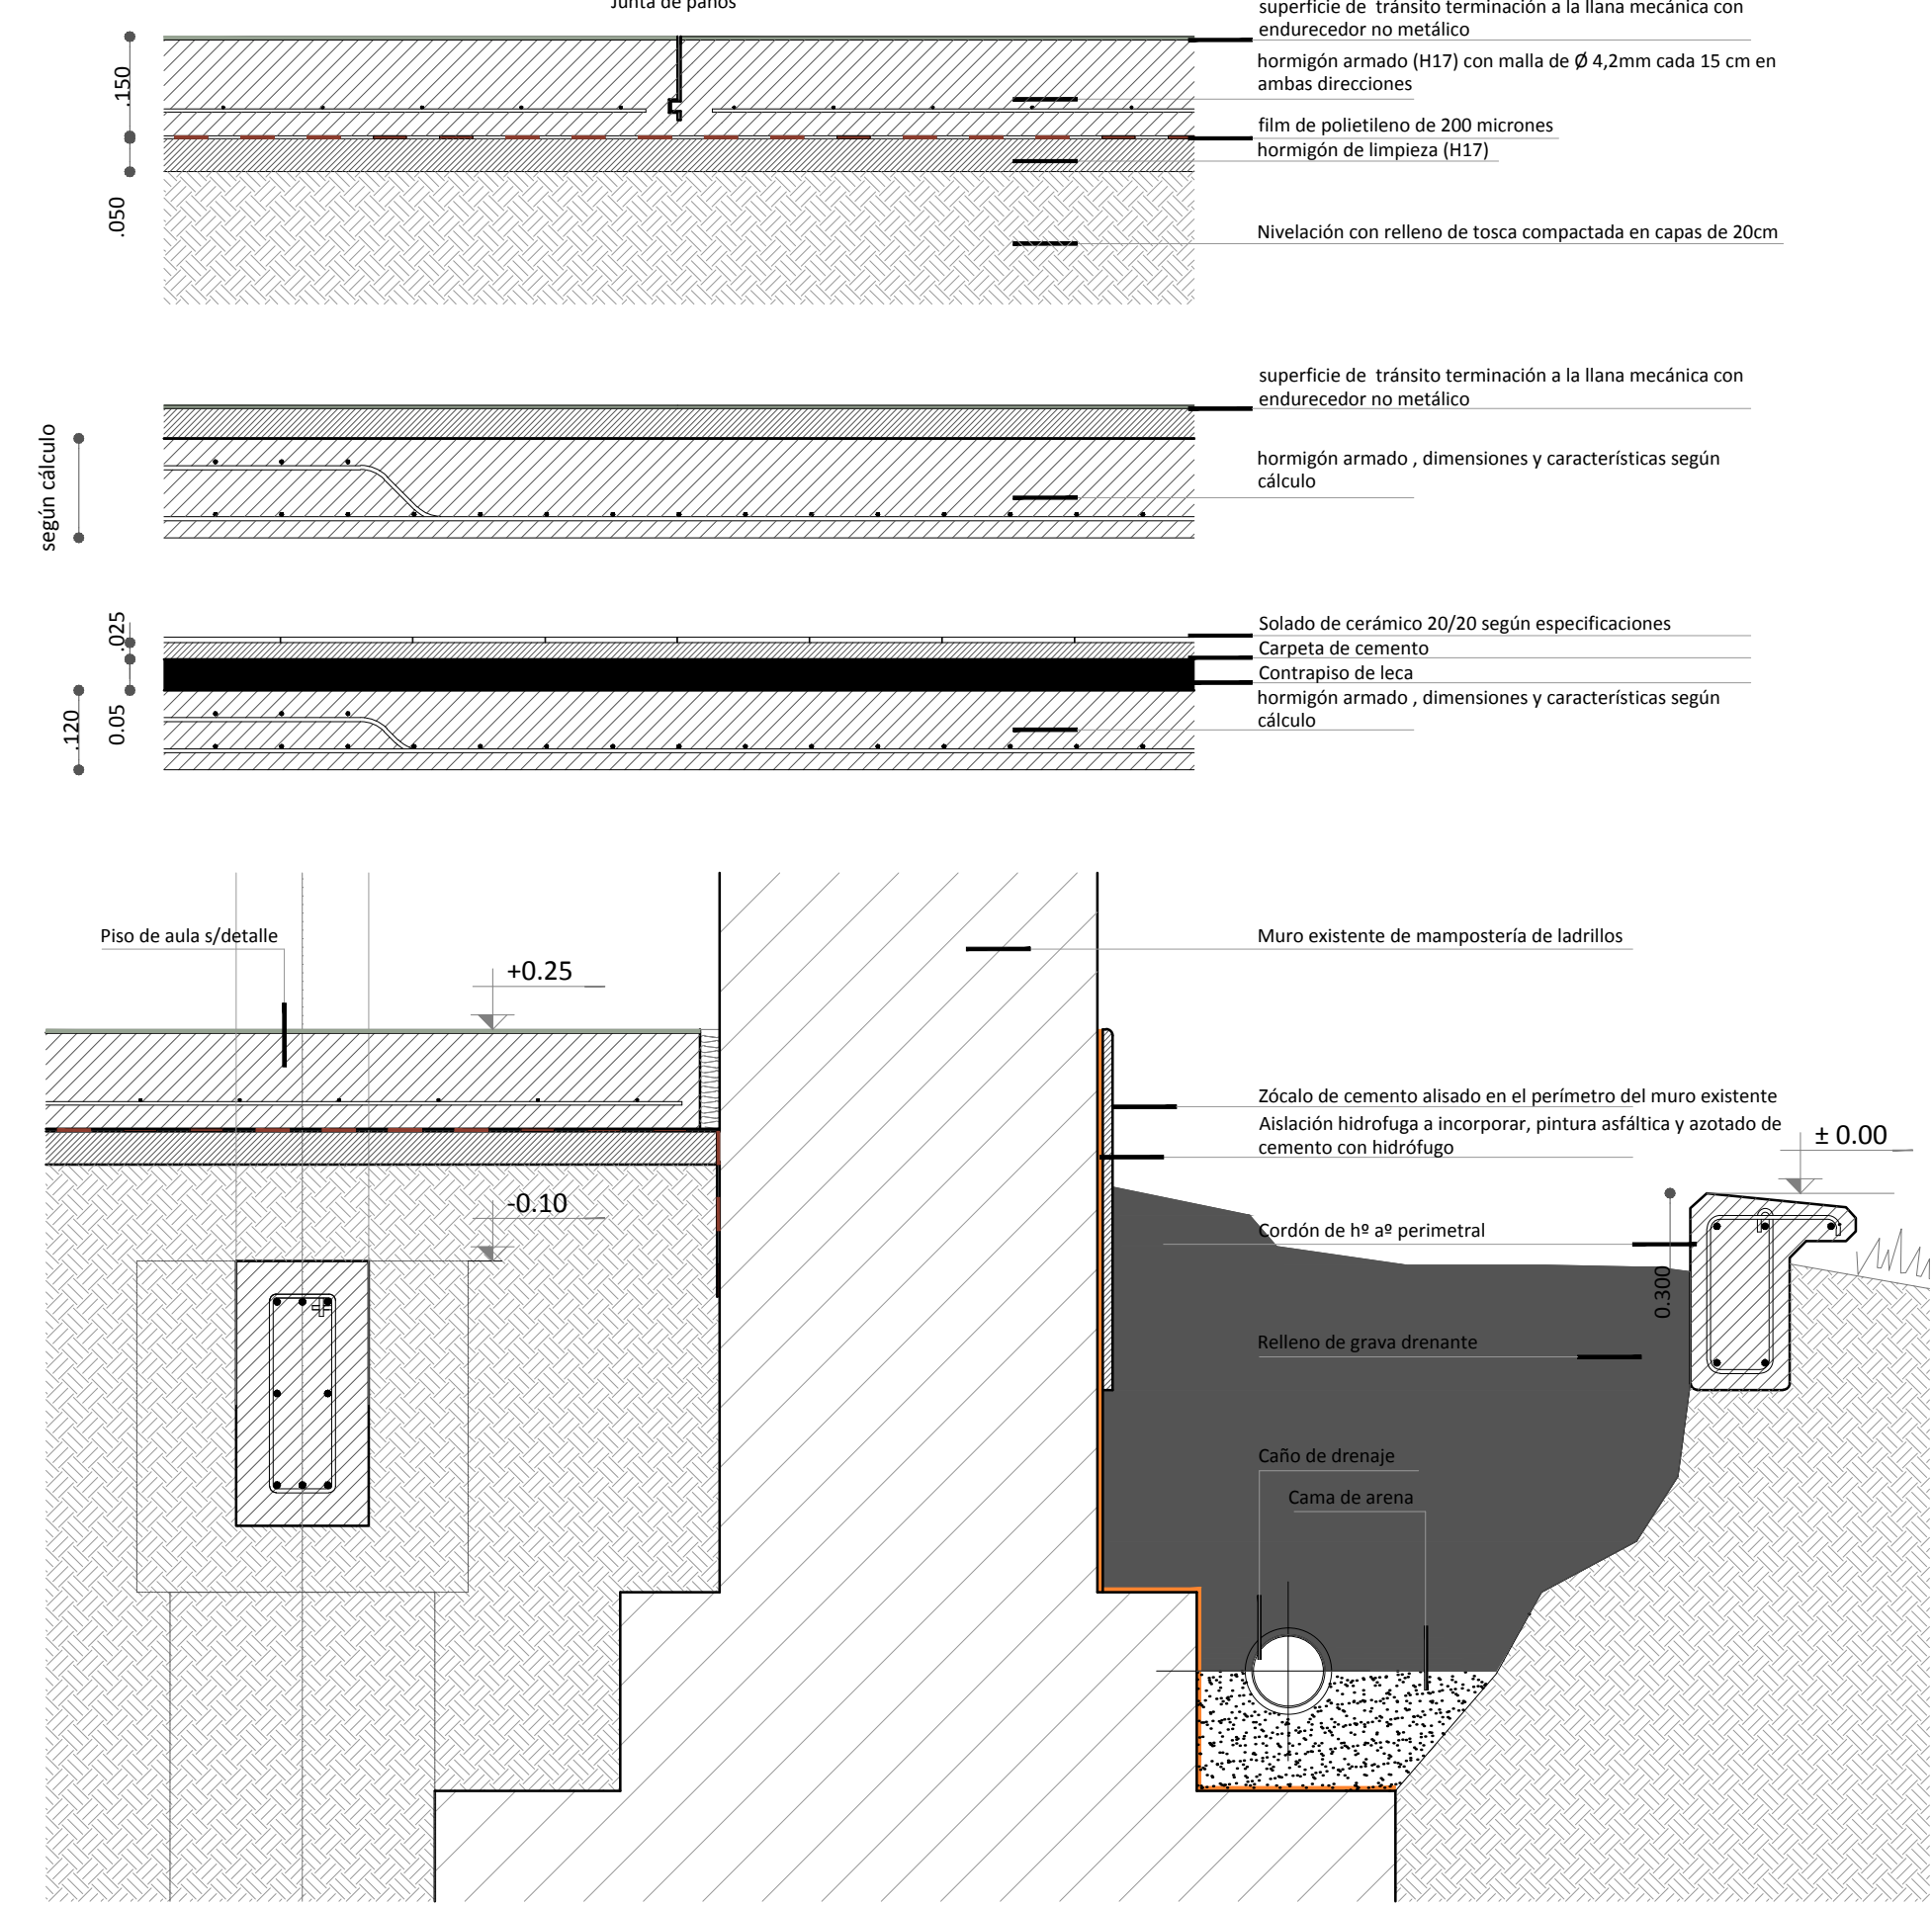 Junta de paños
superficie de tránsito terminación a la llana mecánica con
endurecedor no metálico
hormigón armado (H17) con malla de Ø 4,2mm cada 15 cm en
ambas direcciones
.150
film de polietileno de 200 micrones
hormigón de limpieza (H17)
.050
Nivelación con relleno de tosca compactada en capas de 20cm
superficie de tránsito terminación a la llana mecánica con
endurecedor no metálico
según cálculo
hormigón armado , dimensiones y características según
cálculo
.025
Solado de cerámico 20/20 según especificaciones
Carpeta de cemento
Contrapiso de leca
hormigón armado , dimensiones y características según
cálculo
.120
0.05
Piso de aula s/detalle
Muro existente de mampostería de ladrillos
+0.25
Zócalo de cemento alisado en el perímetro del muro existente
Aislación hidrofuga a incorporar, pintura asfáltica y azotado de
cemento con hidrófugo
± 0.00
-0.10
Cordón de hº aº perimetral
0.300
Relleno de grava drenante
Caño de drenaje
Cama de arena